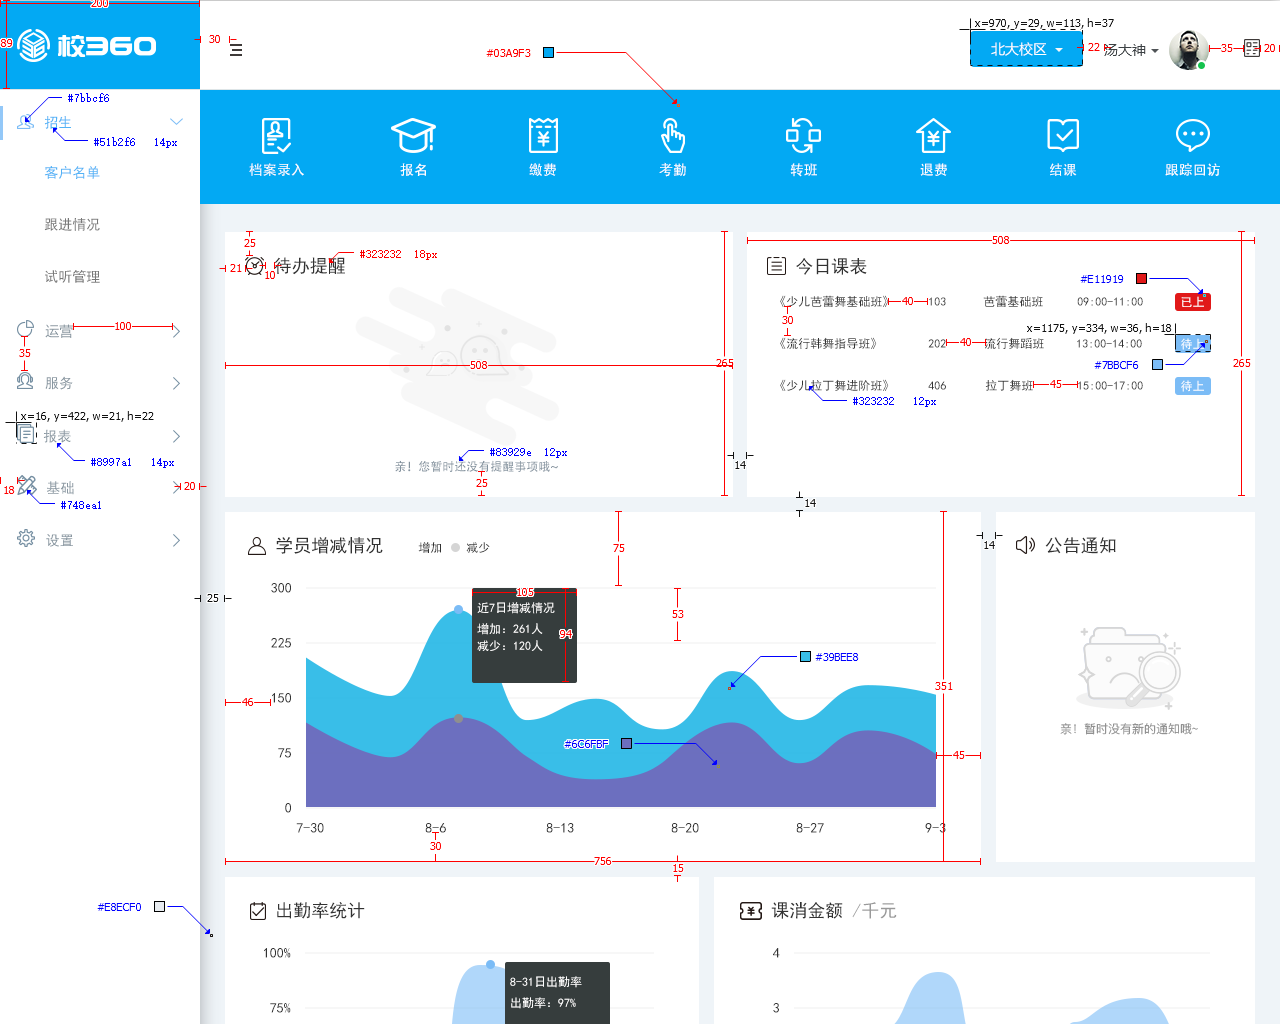 200
x=970, y=29, w=113, h=37
89
校360
30
#03A9F3
北大校区
22
汤大神
35
20
#7bbcf6
招生
#51b2f6 14px
客户名单
跟进情况
试听管理
档案录入
报名
缴费
考勤
转班
退费
结课
跟踪回访
25
21
10
待办提醒
#323232 18px
508
265
#83929e 12px
亲！您暂时还没有提醒事项哦~
25
508
今日课表
#E11919
《少儿芭蕾舞基础班》
40
103
芭蕾基础班
09:00-11:00
已上
30
x=1175, y=334, w=36, h=18
《流行韩舞指导班》
202
40
流行舞蹈班
13:00-14:00
待上
#7BBCF6
265
《少儿拉丁舞进阶班》
406
拉丁舞班
45
15:00-17:00
待上
#323232 12px
14
14
运营
100
35
服务
x=16, y=422, w=21, h=22
报表
#8997a1 14px
18
基础
20
#748ea1
设置
25
学员增减情况
增加
减少
75
14
公告通知
300
225
150
75
0
105
近7日增减情况
增加：261人
减少：120人
94
53
#39BEE8
46
351
#6C6FBF
45
7-30
8-6
8-13
8-20
8-27
9-3
30
756
15
亲！暂时没有新的通知哦~
#E8ECF0
出勤率统计
100%
75%
8-31日出勤率
出勤率：97%
课消金额 /千元
4
3